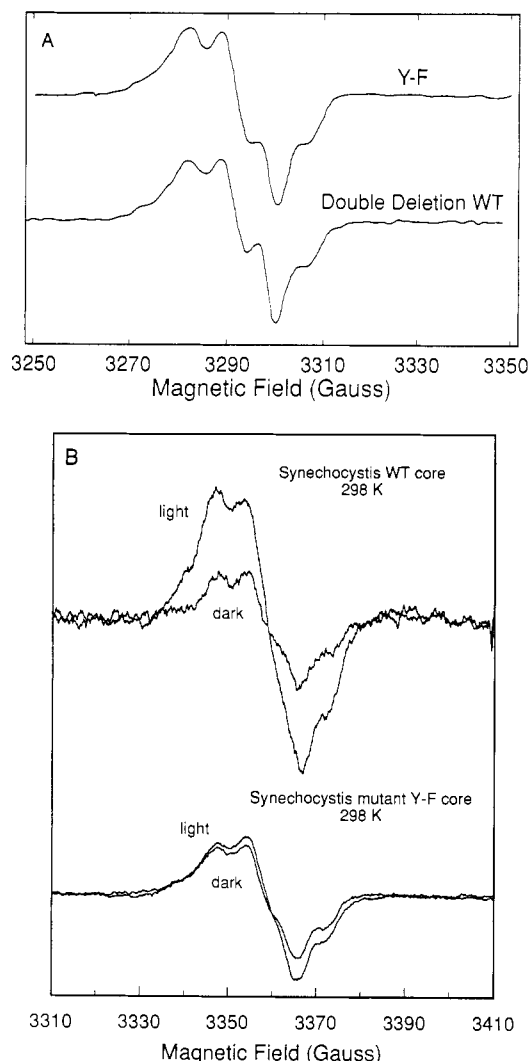 A
Y-F
Double Deletion WT
3250 3270 3290 3310 3330 3350
Magnetic Field (Gauss)
B
Synechocystis WT core
298 K
light
dark
Synechocystis mutant Y-F core
298 K
light
dark
3310 3330 3350 3370 3390 3410
Magnetic Field (Gauss)